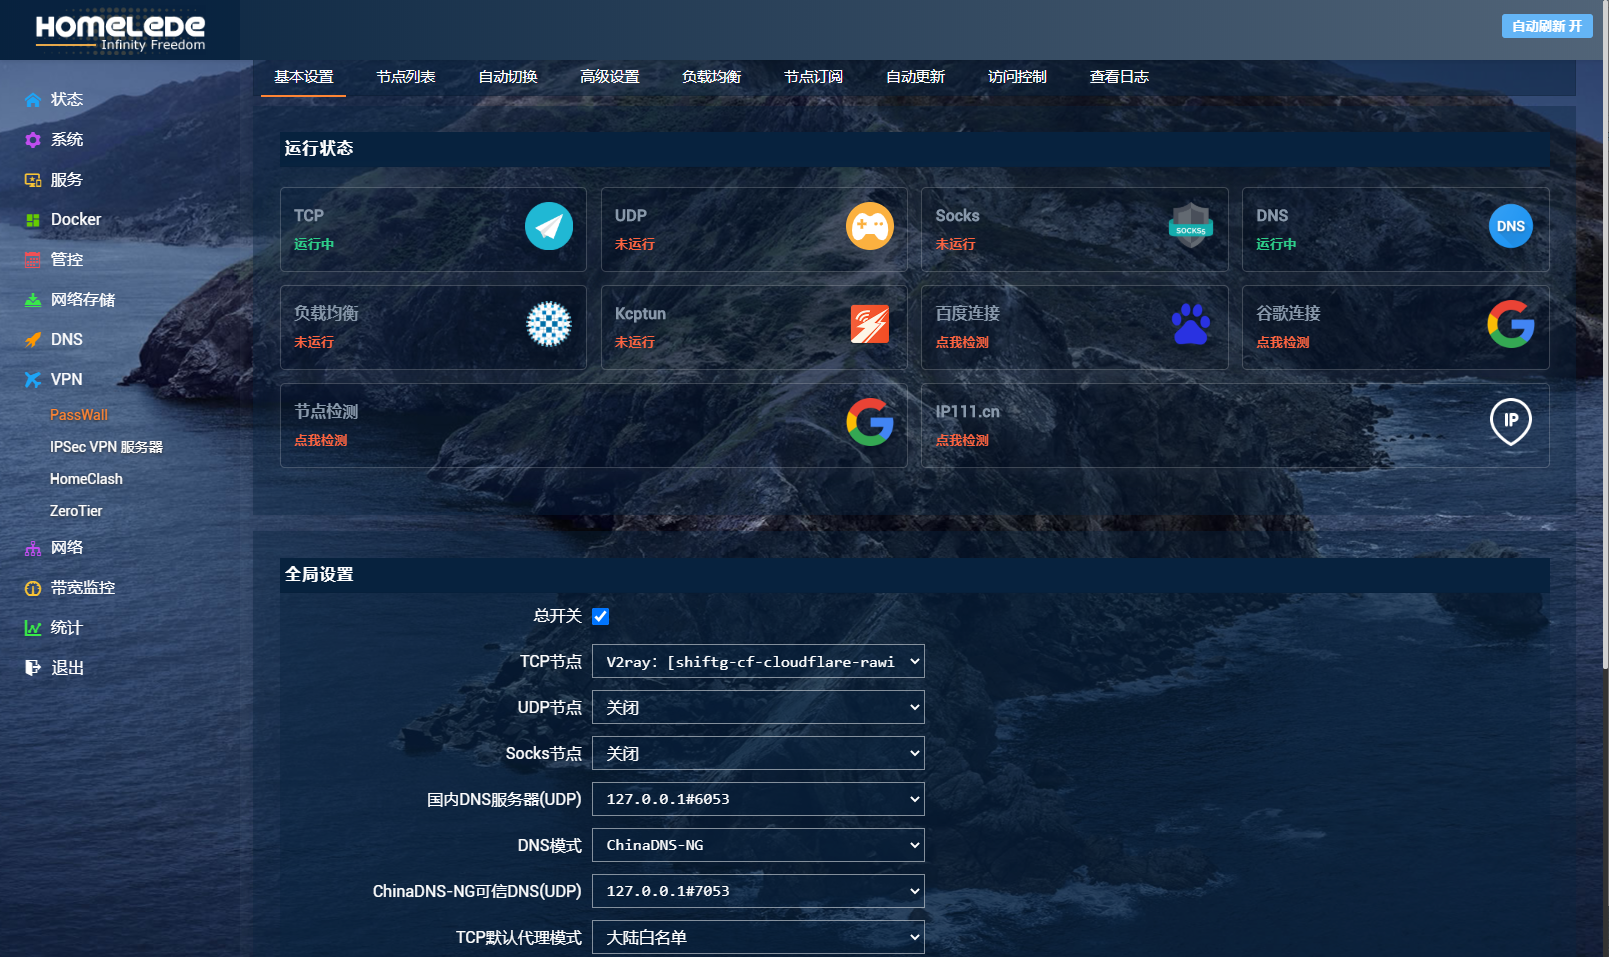 HOMELEDE
Infinity Freedom
自动刷新 开
状态
系统
服务
Docker
管控
网络存储
DNS
VPN
PassWall
IPSec VPN 服务器
HomeClash
ZeroTier
网络
带宽监控
统计
退出
基本设置 节点列表 自动切换 高级设置 负载均衡 节点订阅 自动更新 访问控制 查看日志
运行状态
TCP
运行中
UDP
未运行
Socks
未运行
SOCKS5
DNS
运行中
DNS
负载均衡
未运行
Kcptun
未运行
百度连接
点我检测
谷歌连接
点我检测
节点检测
点我检测
IP111.cn
点我检测
IP
全局设置
总开关
TCP节点 V2ray：[shiftg-cf-cloudflare-rawi
UDP节点 关闭
Socks节点 关闭
国内DNS服务器(UDP) 127.0.0.1#6053
DNS模式 ChinaDNS-NG
ChinaDNS-NG可信DNS(UDP) 127.0.0.1#7053
TCP默认代理模式 大陆白名单